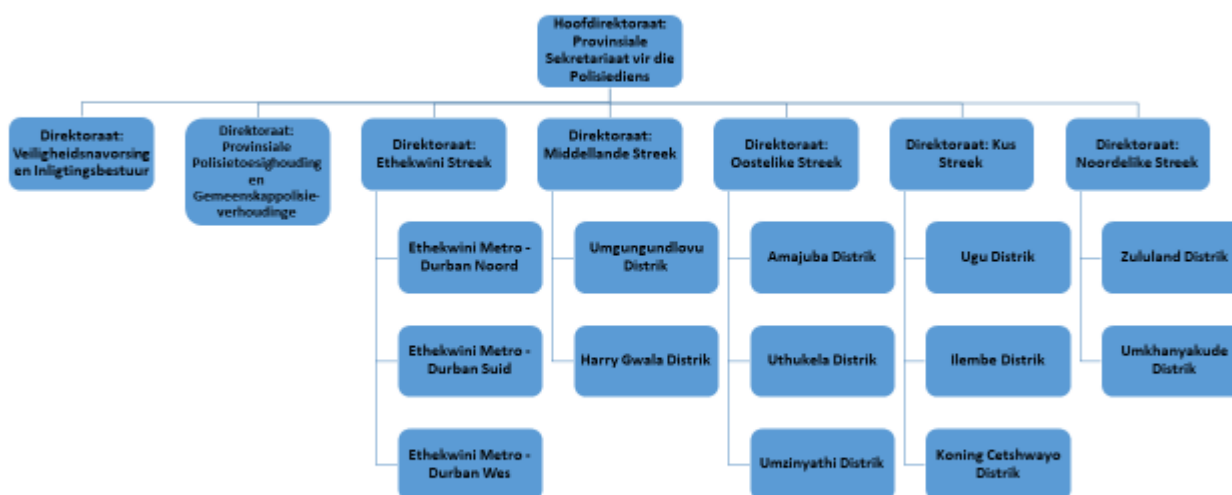 Hoofdirektoraat:
Provinsiale
Sekretariaat vir die
Polisiediens
Direktoraat:
Veiligheidsnavorsing
en Inligtingsbestuur
Direktoraat:
Provinsiale
Polisietoesighouding
en
Gemeenskappolisie-
verhoudinge
Direktoraat:
Ethekwini Streek
Direktoraat:
Middellande Streek
Direktoraat:
Oostelike Streek
Direktoraat: Kus
Streek
Direktoraat:
Noordelike Streek
Ethekwini Metro -
Durban Noord
Umgungundlovu
Distrik
Amajuba Distrik
Ugu Distrik
Zululand Distrik
Ethekwini Metro -
Durban Suid
Harry Gwala Distrik
Uthukela Distrik
Ilembe Distrik
Umkhanyakude
Distrik
Ethekwini Metro -
Durban Wes
Umzinyathi Distrik
Koning Cetshwayo
Distrik